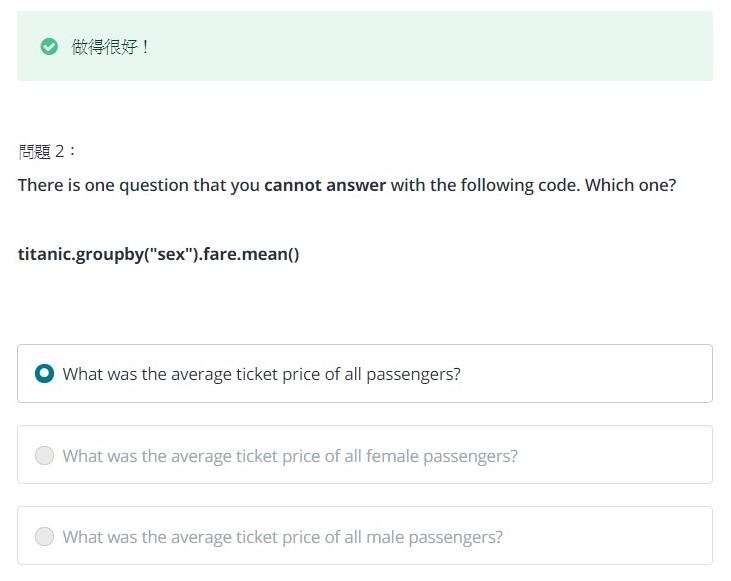 做得很好！
問題 2：
There is one question that you cannot answer with the following code. Which one?
titanic.groupby("sex").fare.mean()
What was the average ticket price of all passengers?
What was the average ticket price of all female passengers?
What was the average ticket price of all male passengers?